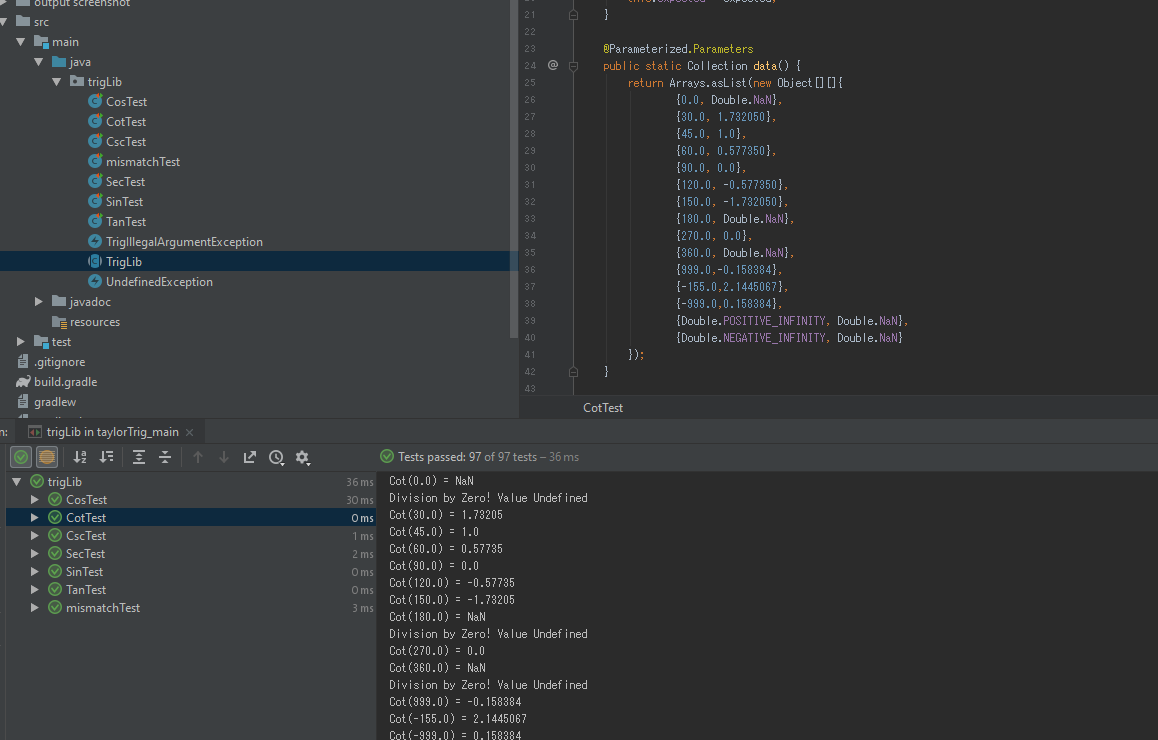 output screenshot
src
main
java
trigLib
CosTest
CotTest
CscTest
mismatchTest
SecTest
SinTest
TanTest
TrigIllegalArgumentException
TrigLib
UndefinedException
javadoc
resources
test
.gitignore
build.gradle
gradlew
21 }
22
23 @Parameterized.Parameters
24 @ public static Collection data() {
25 return Arrays.asList(new Object[][]{
26 {0.0, Double.NaN},
27 {30.0, 1.732050},
28 {45.0, 1.0},
29 {60.0, 0.577350},
30 {90.0, 0.0},
31 {120.0, -0.577350},
32 {150.0, -1.732050},
33 {180.0, Double.NaN},
34 {270.0, 0.0},
35 {360.0, Double.NaN},
36 {999.0,-0.158384},
37 {-155.0,2.1445067},
38 {-999.0,0.158384},
39 {Double.POSITIVE_INFINITY, Double.NaN},
40 {Double.NEGATIVE_INFINITY, Double.NaN}
41 });
42 }
43
CotTest
n: trigLib in taylorTrig_main
Tests passed: 97 of 97 tests – 36 ms
trigLib 36 ms
CosTest 30 ms
CotTest 0 ms
CscTest 1 ms
SecTest 2 ms
SinTest 0 ms
TanTest 0 ms
mismatchTest 3 ms
Cot(0.0) = NaN
Division by Zero! Value Undefined
Cot(30.0) = 1.73205
Cot(45.0) = 1.0
Cot(60.0) = 0.57735
Cot(90.0) = 0.0
Cot(120.0) = -0.57735
Cot(150.0) = -1.73205
Cot(180.0) = NaN
Division by Zero! Value Undefined
Cot(270.0) = 0.0
Cot(360.0) = NaN
Division by Zero! Value Undefined
Cot(999.0) = -0.158384
Cot(-155.0) = 2.1445067
Cot(-999.0) = 0.158384